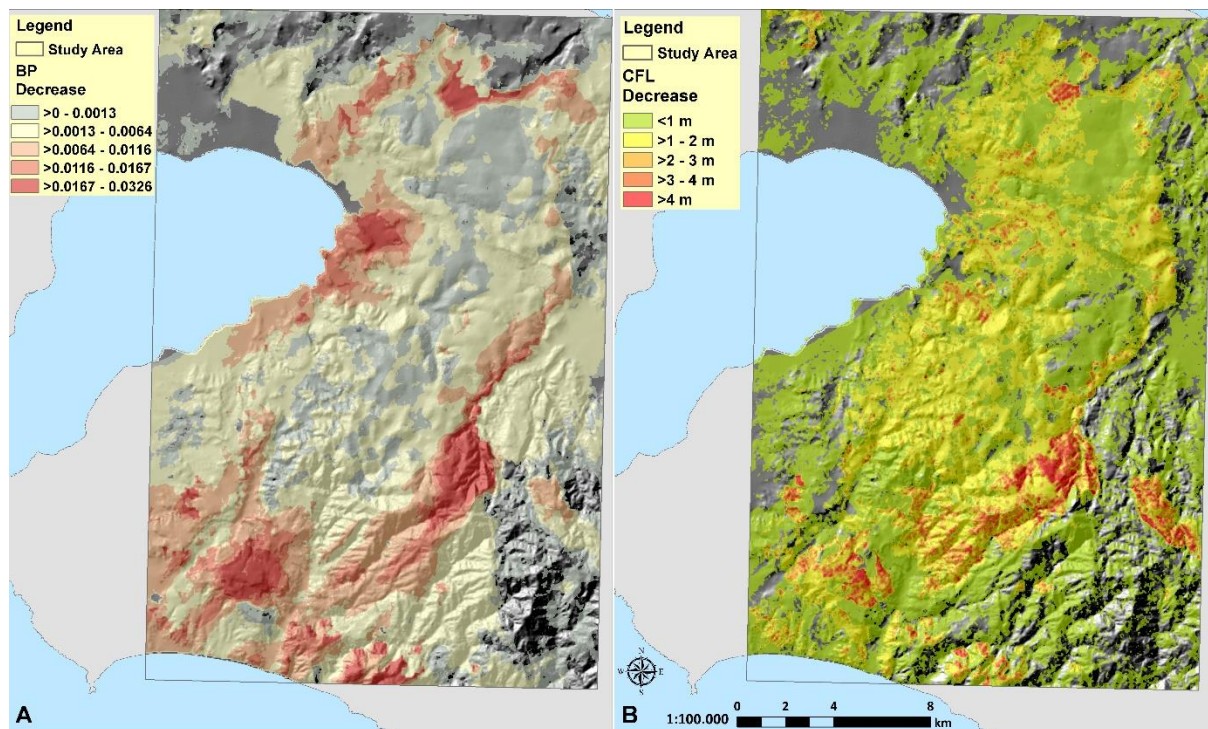 Legend
Study Area
BP
Decrease
>0 - 0.0013
>0.0013 - 0.0064
>0.0064 - 0.0116
>0.0116 - 0.0167
>0.0167 - 0.0326
A
Legend
Study Area
CFL
Decrease
<1 m
>1 - 2 m
>2 - 3 m
>3 - 4 m
>4 m
N
W E
S
0 2 4 8
1:100.000 km
B